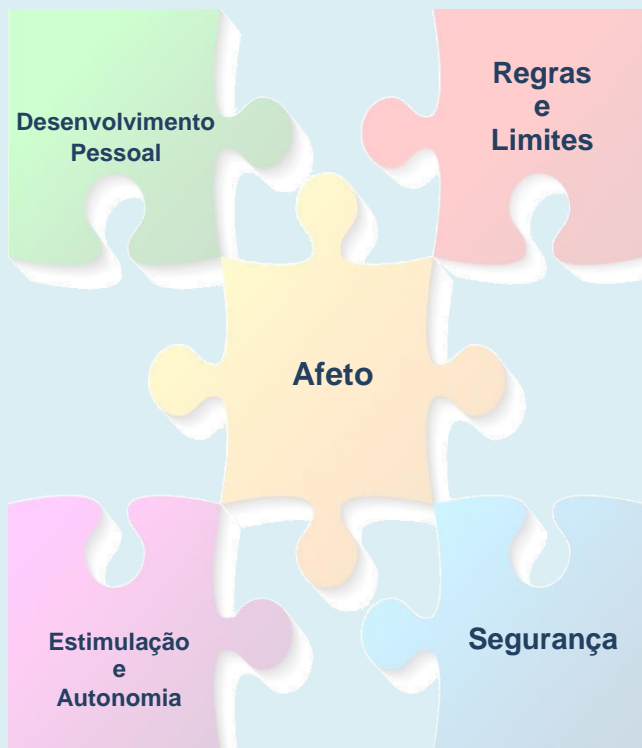 Desenvolvimento
Pessoal
Regras
e
Limites
Afeto
Estimulação
e
Autonomia
Segurança